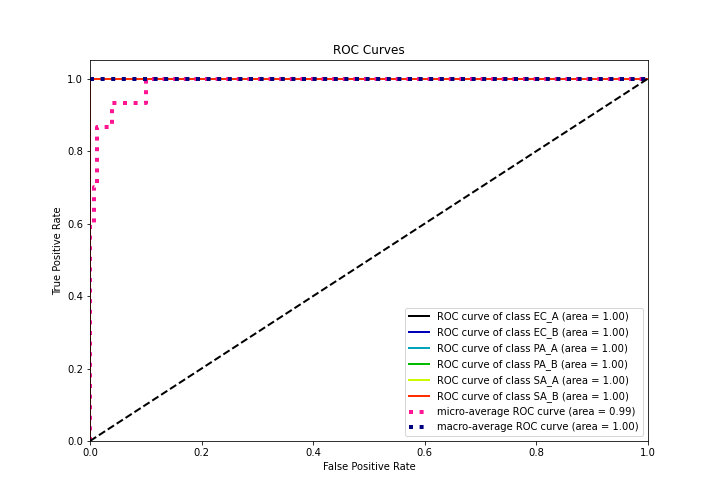 ROC Curves
True Positive Rate
1.0
0.8
0.6
0.4
0.2
0.0
0.0 0.2 0.4 0.6 0.8 1.0
False Positive Rate
ROC curve of class EC_A (area = 1.00)
ROC curve of class EC_B (area = 1.00)
ROC curve of class PA_A (area = 1.00)
ROC curve of class PA_B (area = 1.00)
ROC curve of class SA_A (area = 1.00)
ROC curve of class SA_B (area = 1.00)
micro-average ROC curve (area = 0.99)
macro-average ROC curve (area = 1.00)